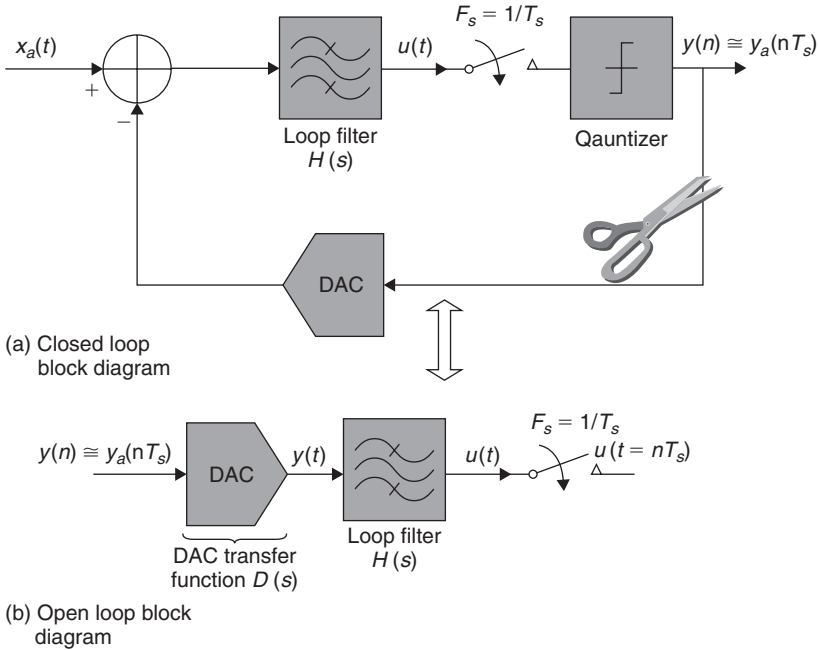 x_a(t)
+
−
Loop filter
H(s)
u(t)
F_s = 1/T_s
Qauntizer
y(n) ≅ y_a(nT_s)
DAC
(a) Closed loop
block diagram
y(n) ≅ y_a(nT_s)
DAC
y(t)
DAC transfer
function D(s)
Loop filter
H(s)
u(t)
F_s = 1/T_s
u(t = nT_s)
(b) Open loop block
diagram